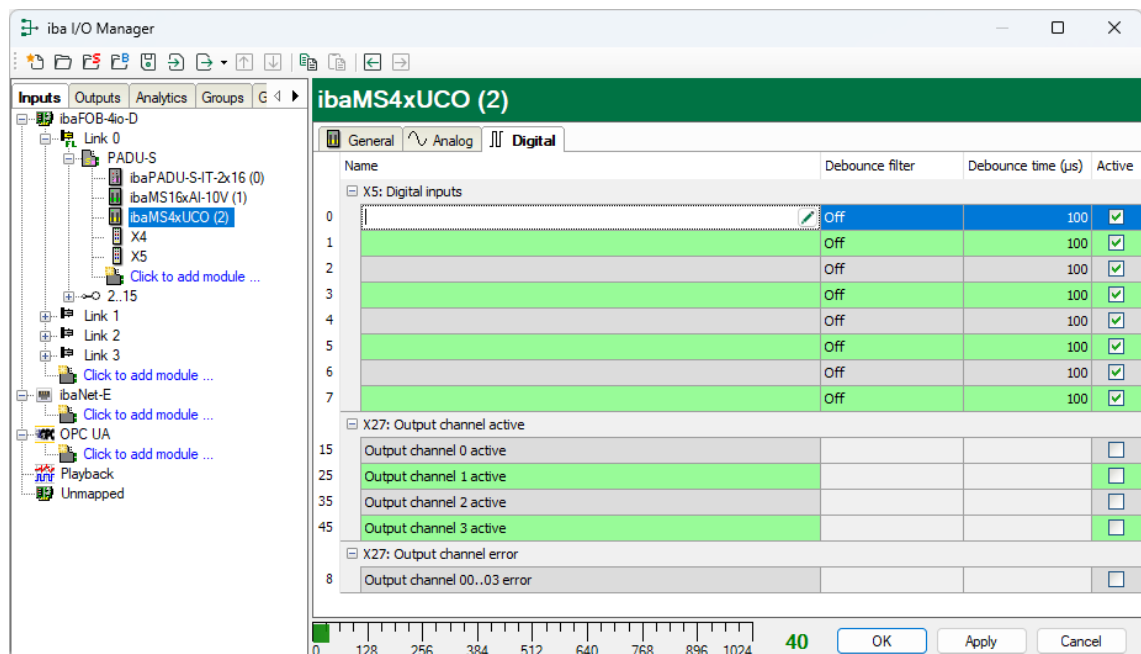 iba I/O Manager
Inputs Outputs Analytics Groups G
ibaFOB-4io-D
Link 0
PADU-S
ibaPADU-S-IT-2x16 (0)
ibaMS16xAI-10V (1)
ibaMS4xUCO (2)
X4
X5
Click to add module ...
2..15
Link 1
Link 2
Link 3
Click to add module ...
ibaNet-E
Click to add module ...
OPC UA
Click to add module ...
Playback
Unmapped
ibaMS4xUCO (2)
General Analog Digital
Name Debounce filter Debounce time (µs) Active
X5: Digital inputs
0 Off 100
1 Off 100
2 Off 100
3 Off 100
4 Off 100
5 Off 100
6 Off 100
7 Off 100
X27: Output channel active
15 Output channel 0 active
25 Output channel 1 active
35 Output channel 2 active
45 Output channel 3 active
X27: Output channel error
8 Output channel 00..03 error
0 128 256 384 512 640 768 896 1024 40 OK Apply Cancel